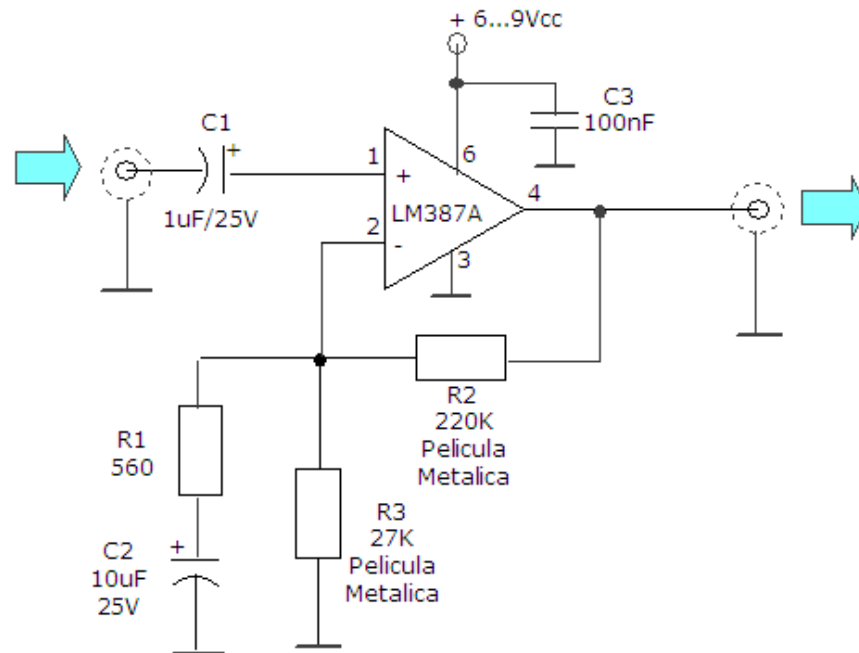 + 6...9Vcc
C3
100nF
C1
+
1uF/25V
1
+
6
LM387A
4
2
-
3
R2
220K
Pelicula
Metalica
R1
560
R3
27K
Pelicula
Metalica
C2
+
10uF
25V